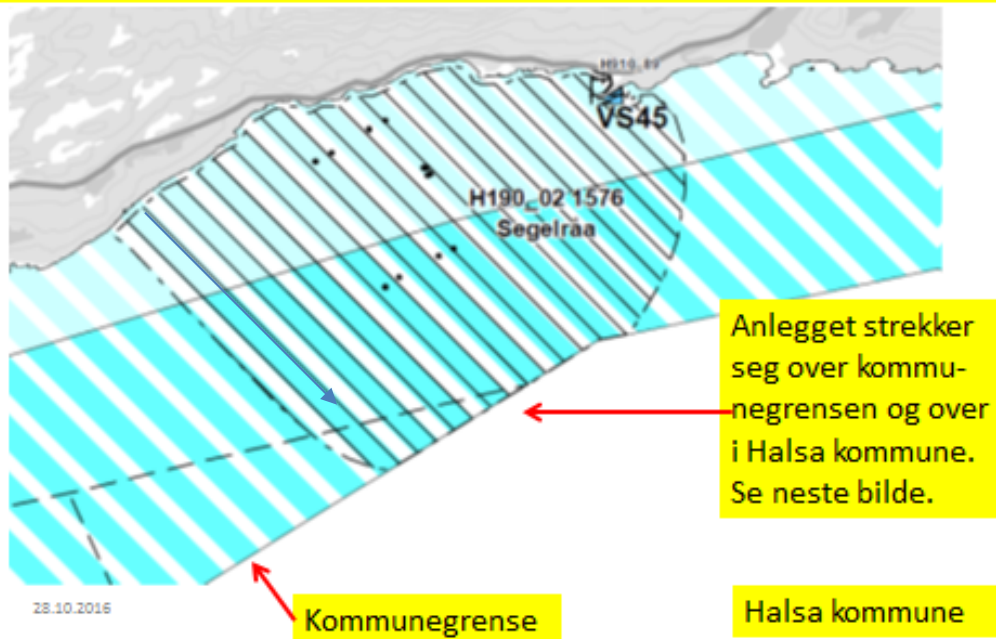 VS45
H190_02 1576
Segelråa
Anlegget strekker
seg over kommu-
negrensen og over
i Halsa kommune.
Se neste bilde.
28.10.2016
Kommunegrense
Halsa kommune